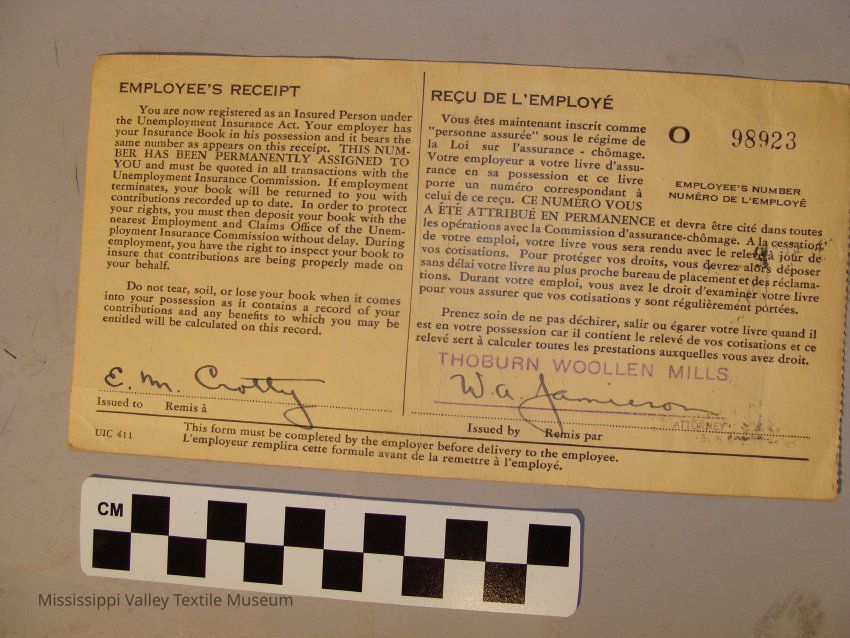 EMPLOYEE'S RECEIPT
You are now registered as an Insured Person under
the Unemployment Insurance Act. Your employer has
your Insurance Book in his possession and it bears the
same number as appears on this receipt. THIS NUM-
BER HAS BEEN PERMANENTLY ASSIGNED TO
YOU and must be quoted in all transactions with the
Unemployment Insurance Commission. If employment
terminates, your book will be returned to you with
contributions recorded up to date. In order to protect
your rights, you must then deposit your book with the
nearest Employment and Claims Office of the Unem-
ployment Insurance Commission without delay. During
employment, you have the right to inspect your book to
insure that contributions are being properly made on
your behalf.
Do not tear, soil, or lose your book when it comes
into your possession as it contains a record of your
contributions and any benefits to which you may be
entitled will be calculated on this record.
E. M. Crotty
Issued to Remis à
REÇU DE L'EMPLOYÉ
Vous êtes maintenant inscrit comme
"personne assurée" sous le régime de
la Loi sur l'assurance - chômage.
Votre employeur a votre livre d'assu-
rance en sa possession et ce livre
porte un numéro correspondant à
celui de ce reçu. CE NUMÉRO VOUS
A ÉTÉ ATTRIBUÉ EN PERMANENCE et devra être cité dans toutes
les opérations avec la Commission d'assurance-chômage. A la cessation
de votre emploi, votre livre vous sera rendu avec le relevé à jour de
vos cotisations. Pour protéger vos droits, vous devrez alors déposer
sans délai votre livre au plus proche bureau de placement et des réclama-
tions. Durant votre emploi, vous avez le droit d'examiner votre livre
pour vous assurer que vos cotisations y sont régulièrement portées.
Prenez soin de ne pas déchirer, salir ou égarer votre livre quand il
est en votre possession car il contient le relevé de vos cotisations et ce
relevé sert à calculer toutes les prestations auxquelles vous avez droit.
O 98923
EMPLOYEE'S NUMBER
NUMÉRO DE L'EMPLOYÉ
THOBURN WOOLLEN MILLS
W. A. Jamieson
ATTORNEY
Issued by Remis par
UIC 411
This form must be completed by the employer before delivery to the employee.
L'employeur remplira cette formule avant de la remettre à l'employé.
CM
Mississippi Valley Textile Museum